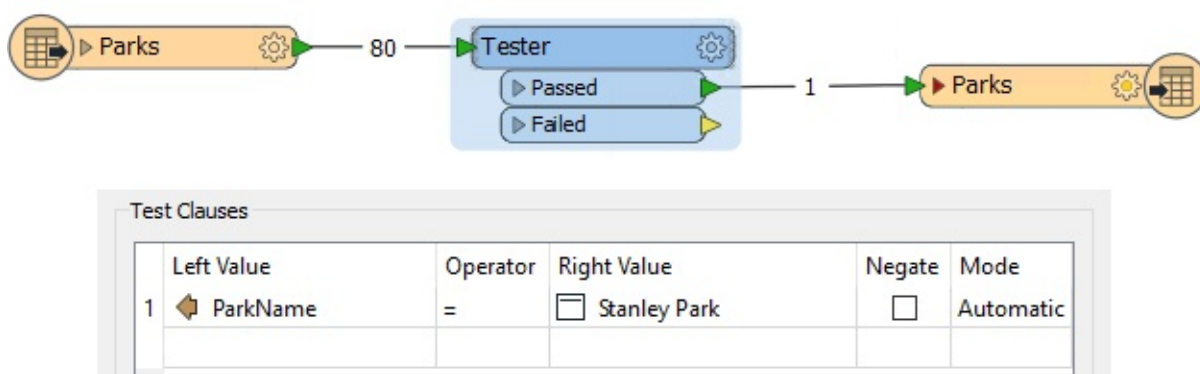 Parks
80
Tester
Passed
Failed
1
Parks
Test Clauses
Left Value Operator Right Value Negate Mode
1 ParkName = Stanley Park Automatic